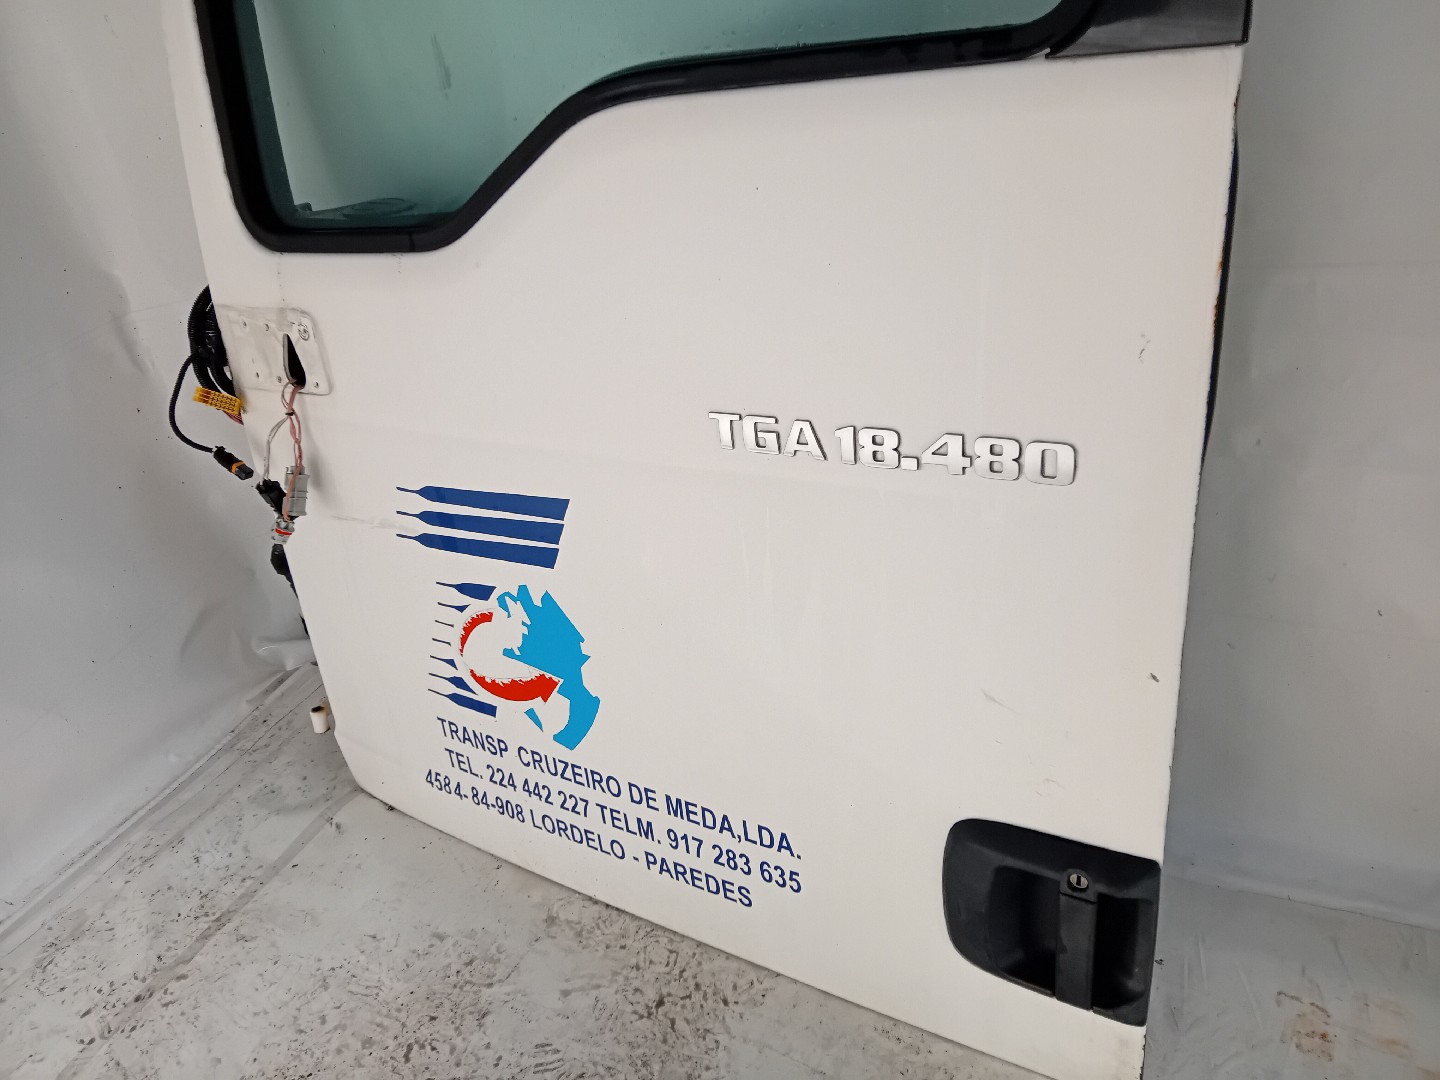 TGA 18.480
TRANSP CRUZEIRO DE MEDA,LDA.
TEL. 224 442 227 TELM. 917 283 635
4584-84-908 LORDELO - PAREDES